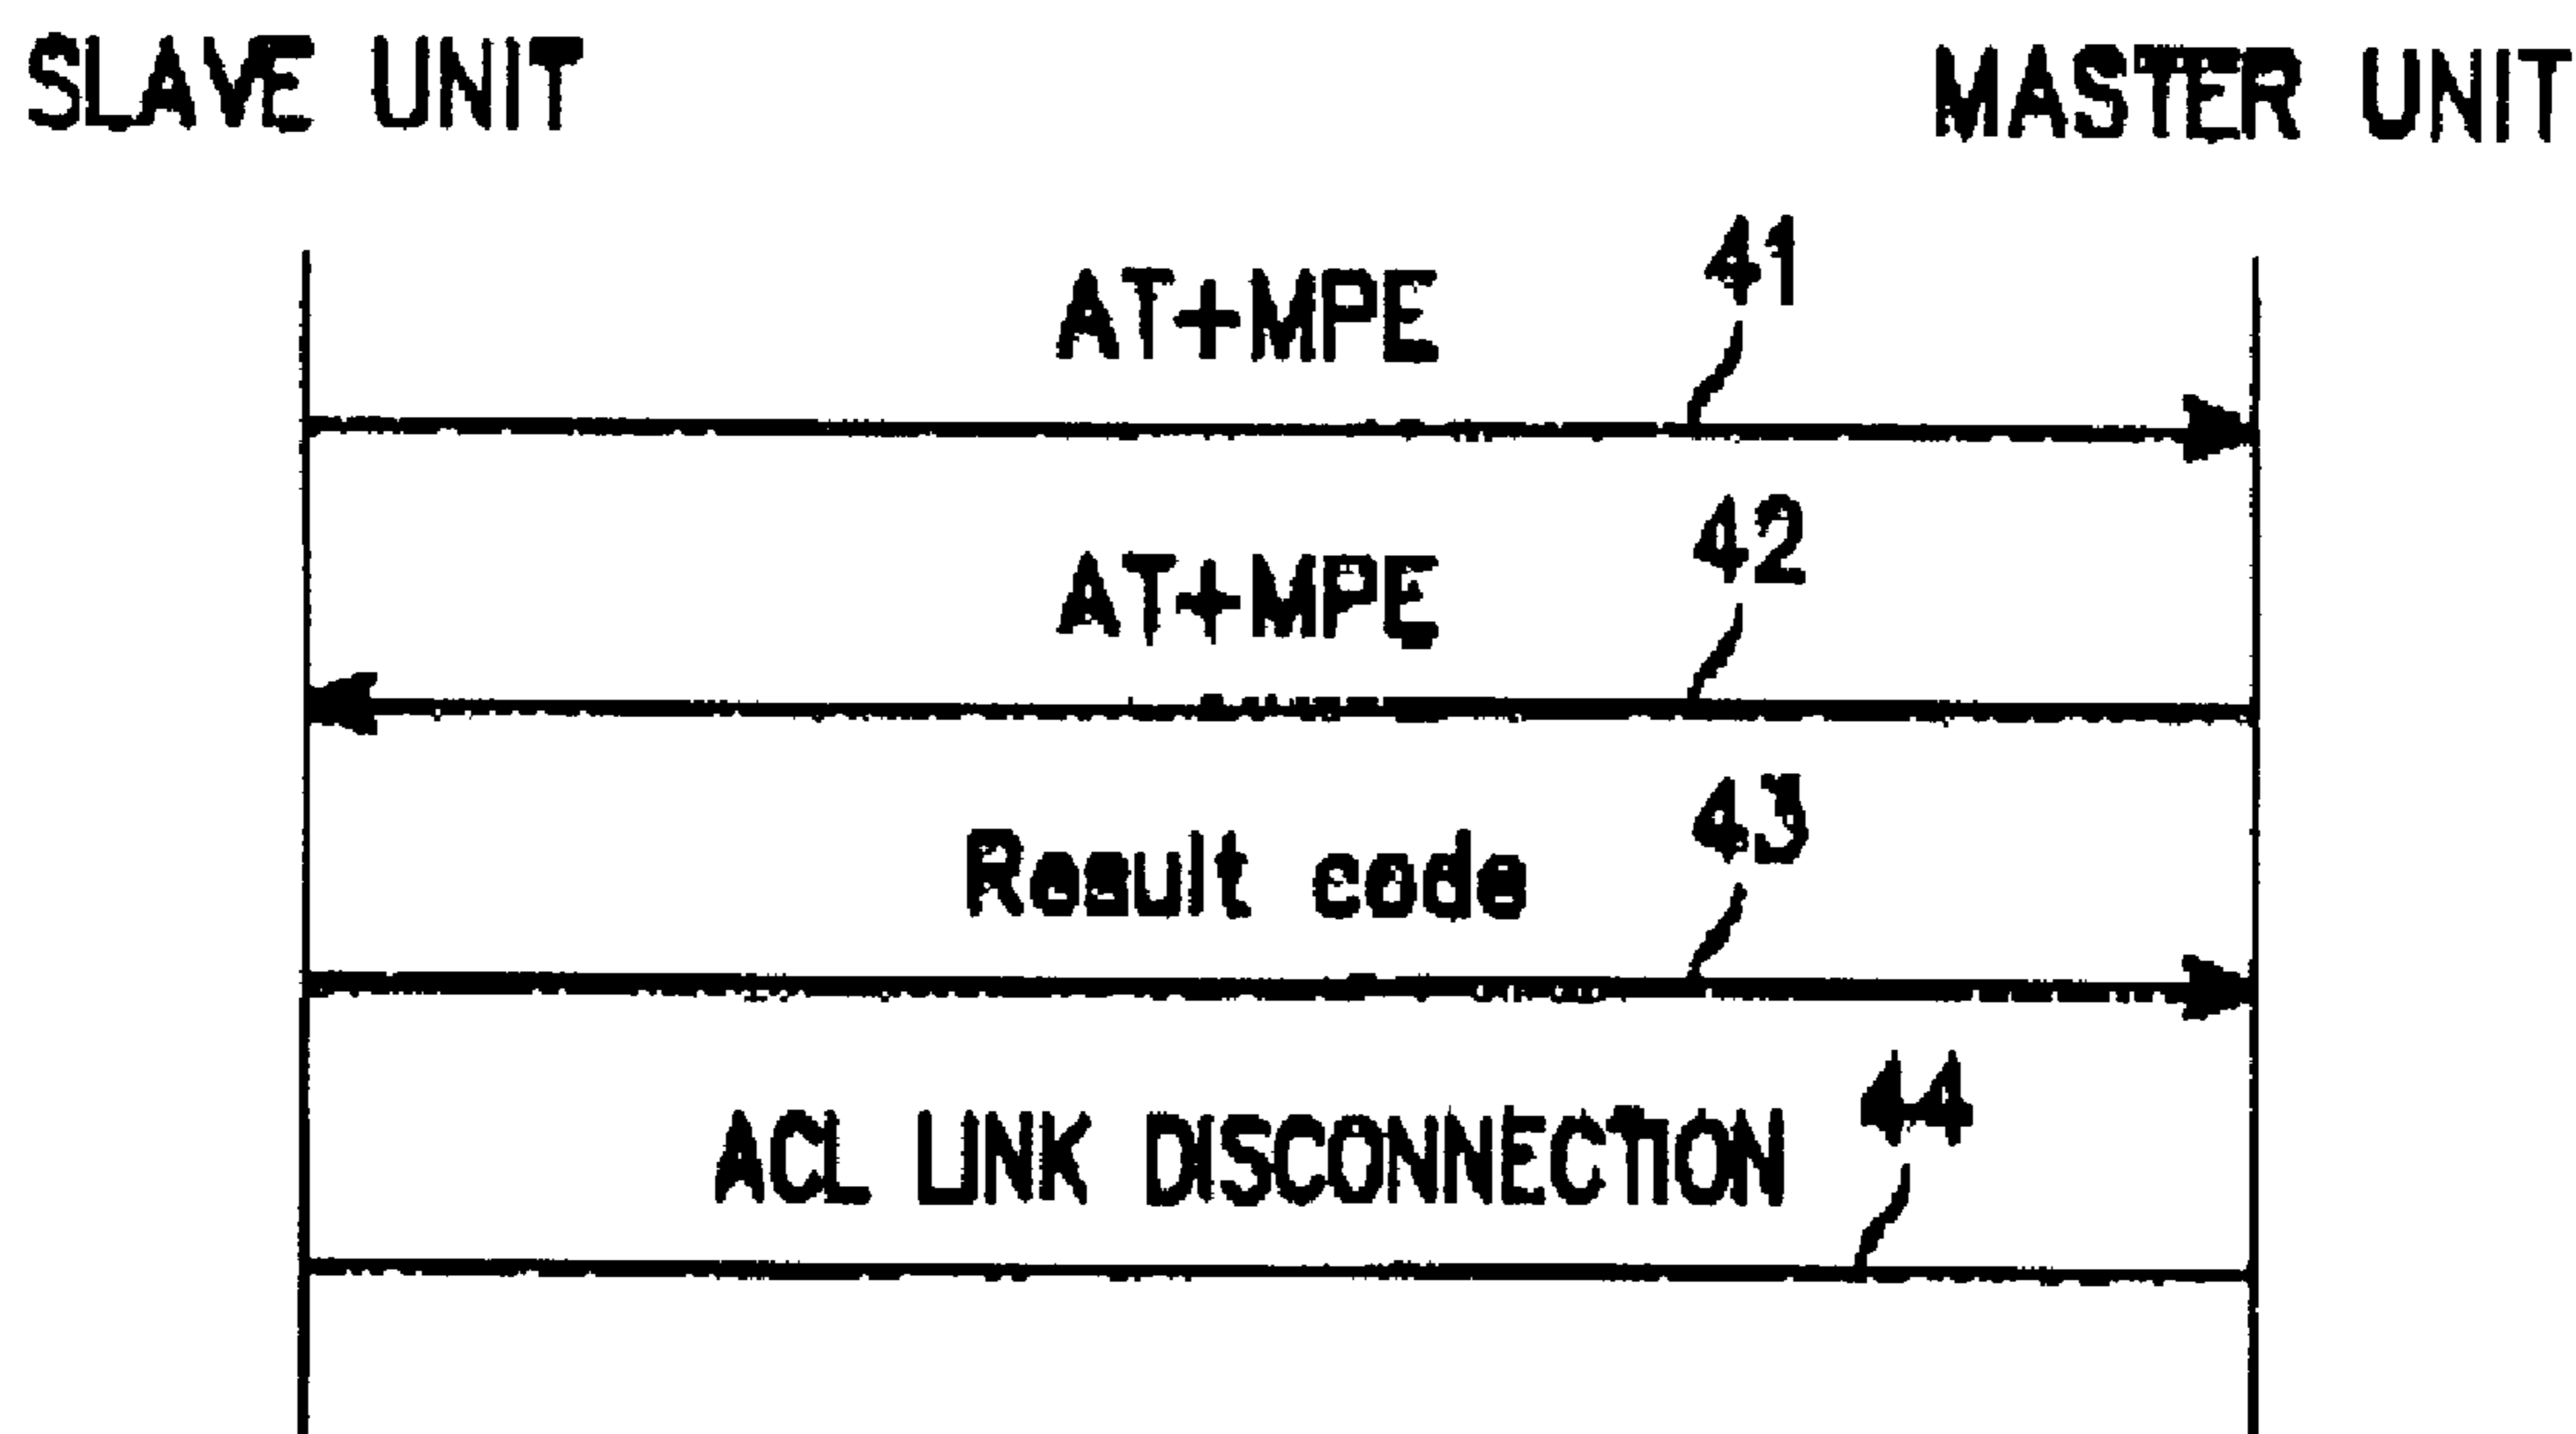 SLAVE UNIT
MASTER UNIT
AT+MPE
41
AT+MPE
42
Result code
43
ACL LINK DISCONNECTION
44